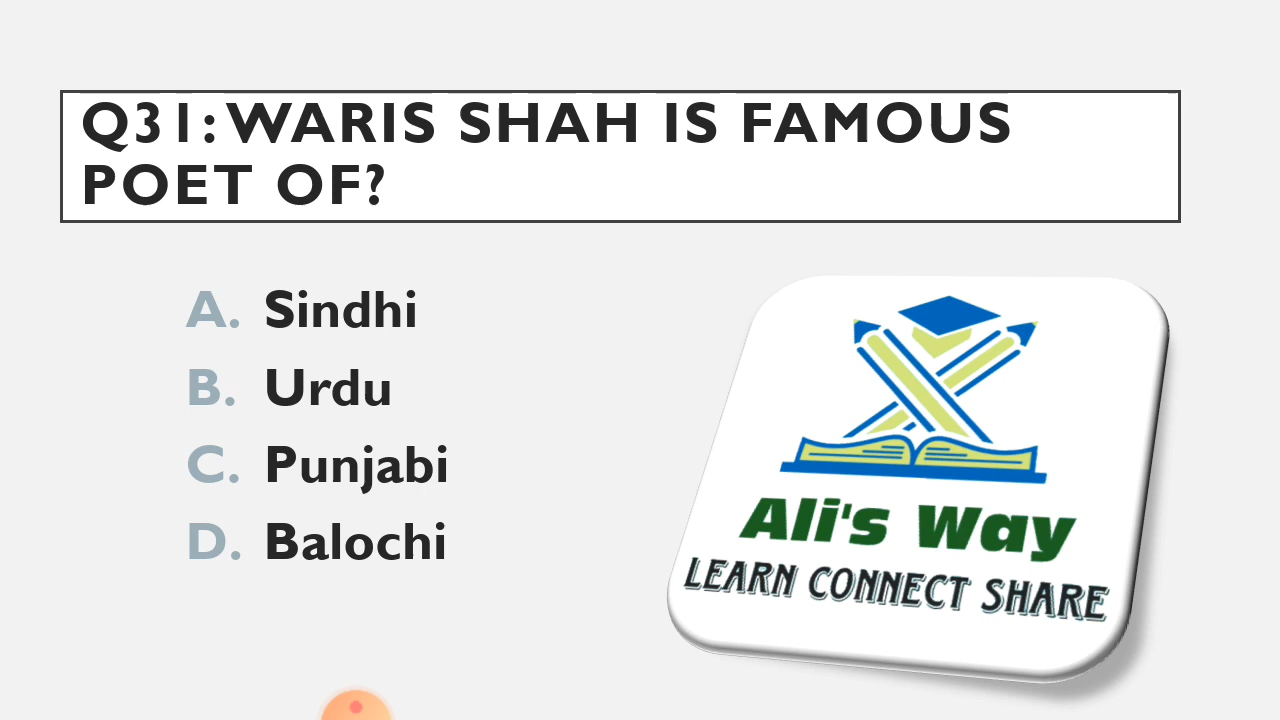 Q31: WARIS SHAH IS FAMOUS
POET OF?
A. Sindhi
B. Urdu
C. Punjabi
D. Balochi
Ali's Way
LEARN CONNECT SHARE